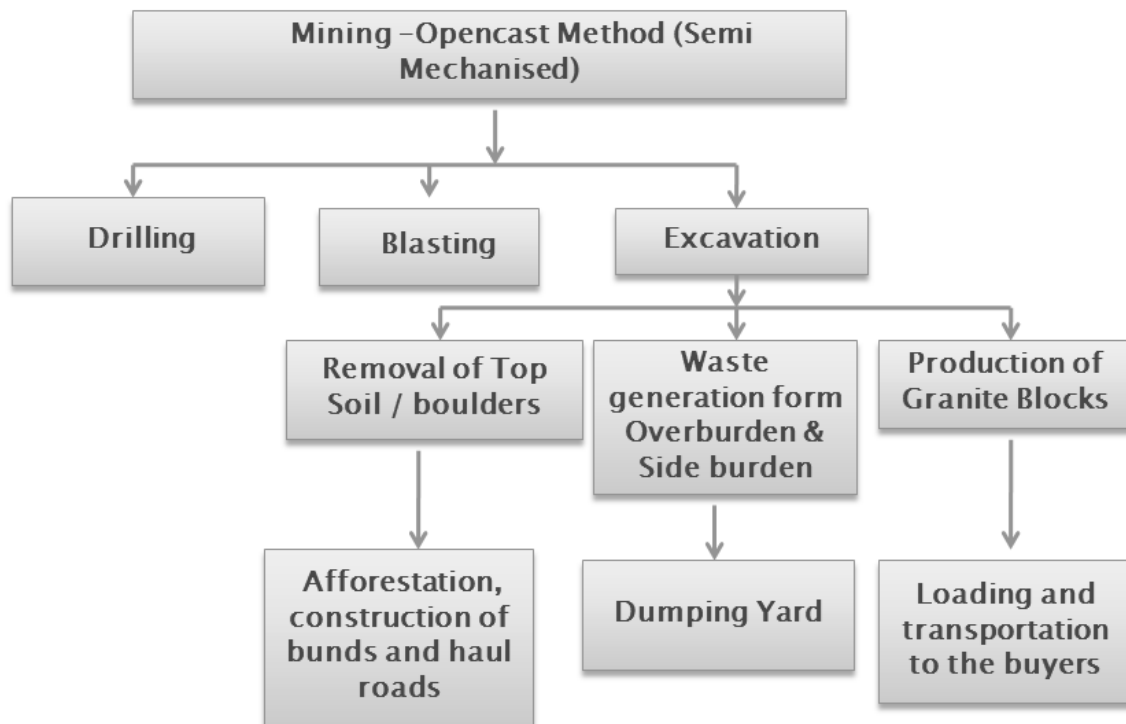 Mining –Opencast Method (Semi
Mechanised)
Drilling
Blasting
Excavation
Removal of Top
Soil / boulders
Waste
generation form
Overburden &
Side burden
Production of
Granite Blocks
Afforestation,
construction of
bunds and haul
roads
Dumping Yard
Loading and
transportation
to the buyers